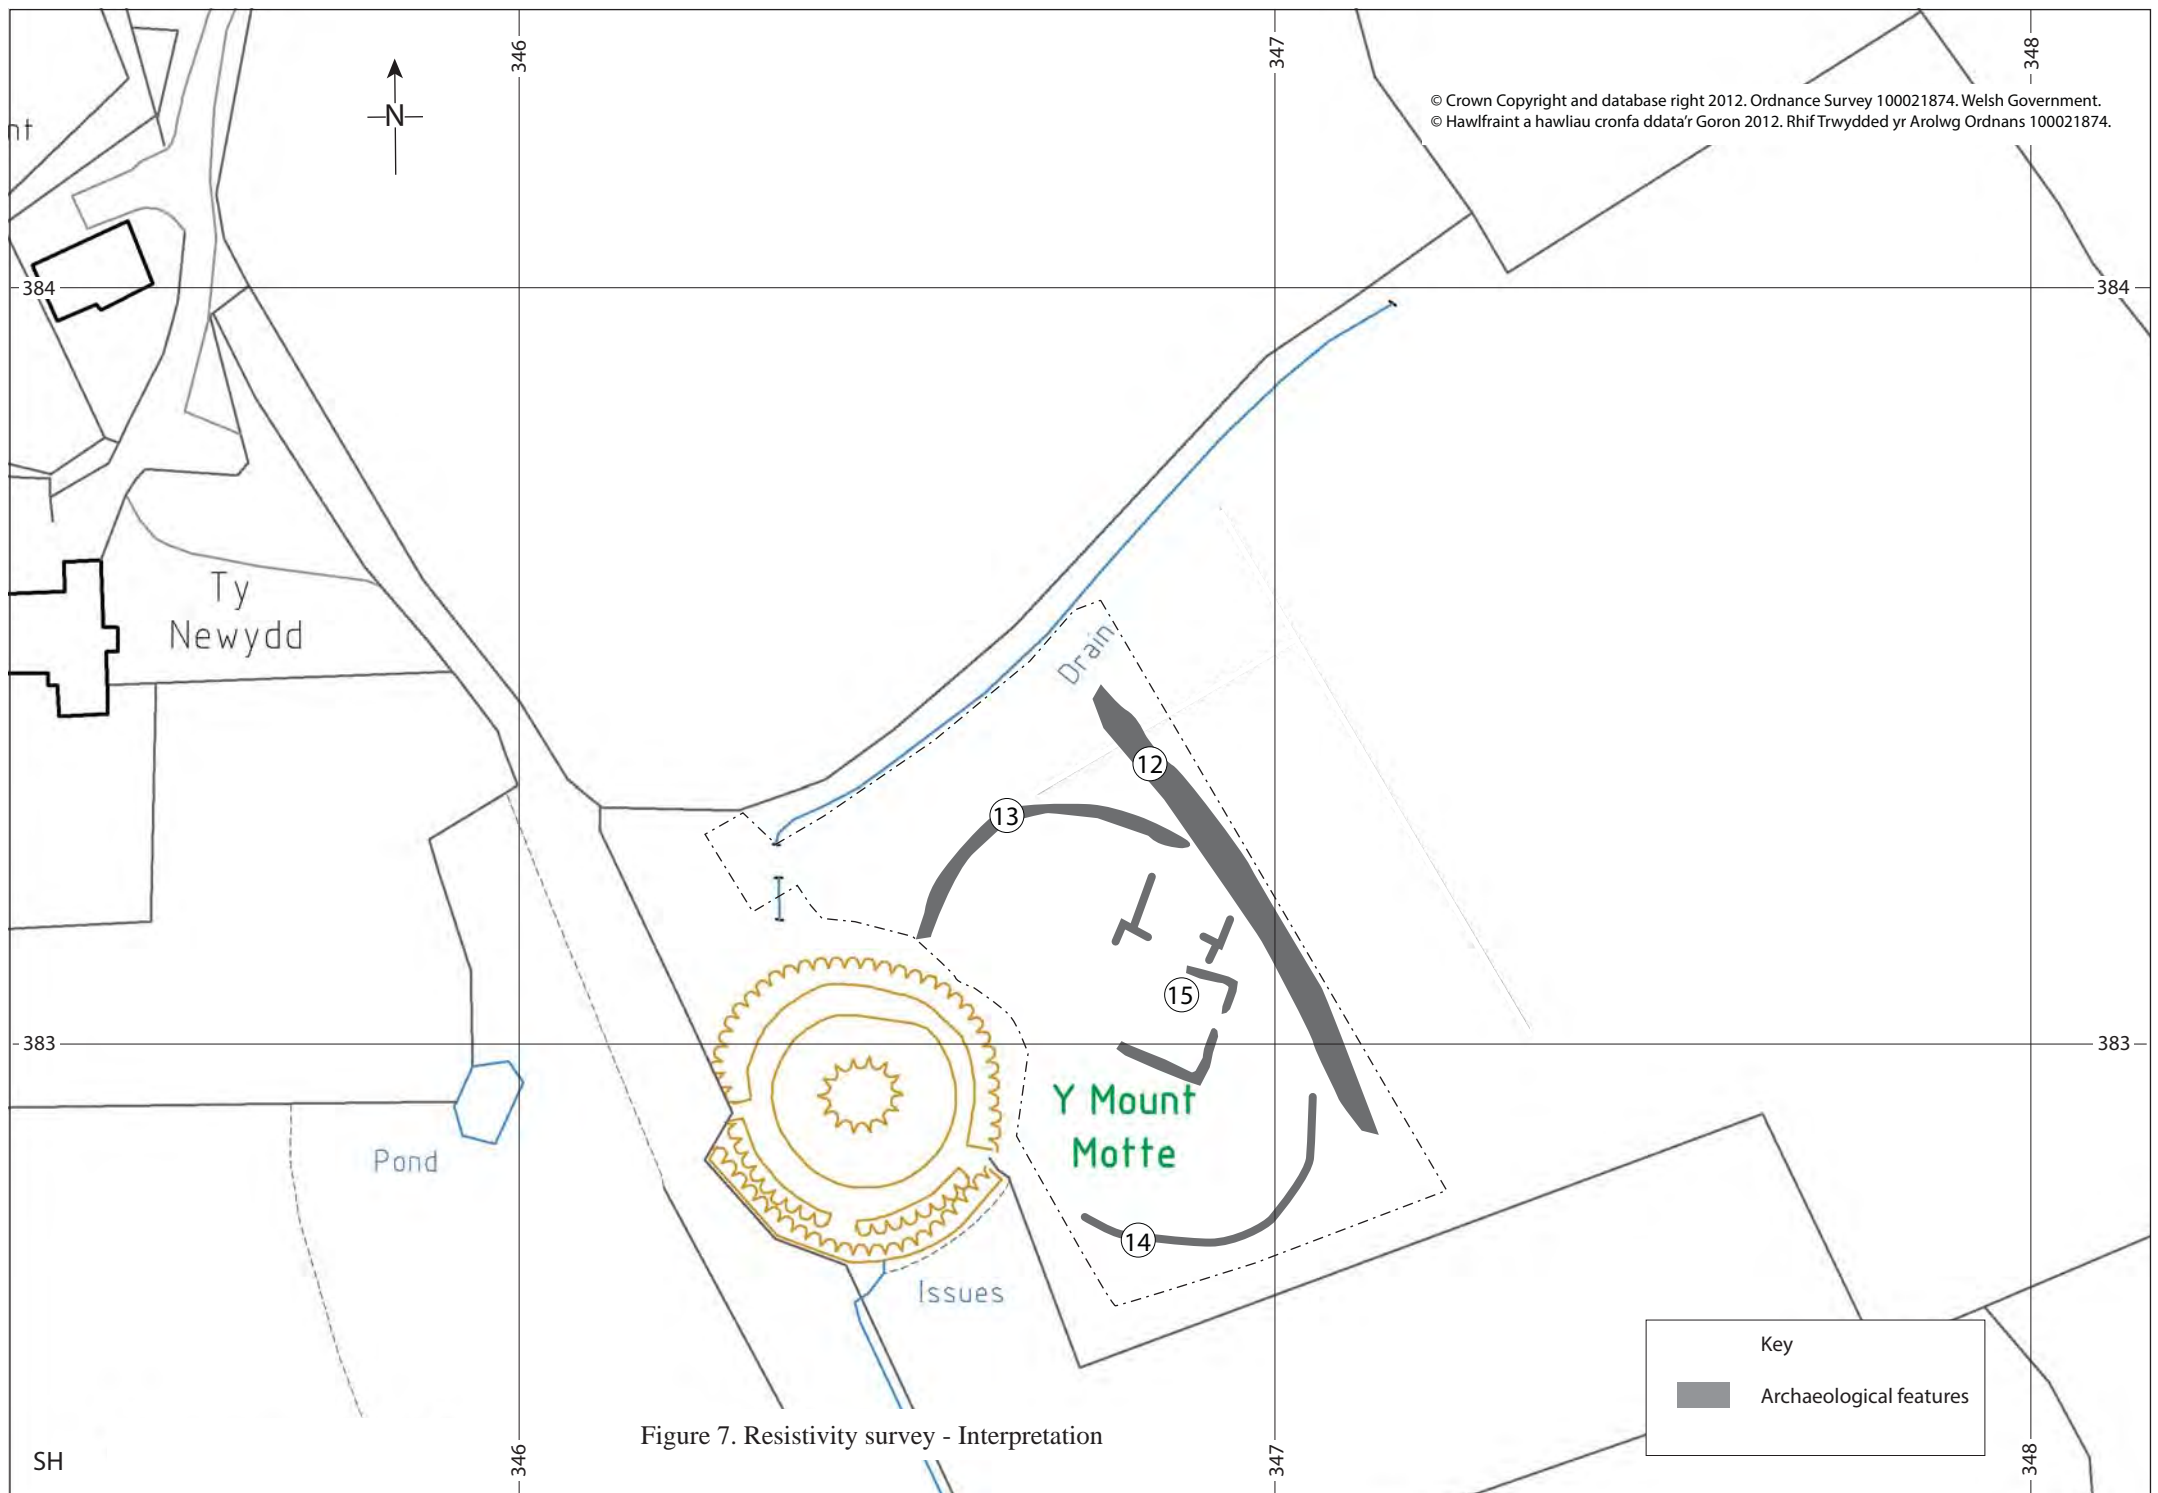 346
347
348
© Crown Copyright and database right 2012. Ordnance Survey 100021874. Welsh Government.
© Hawlfraint a hawliau cronfa ddata'r Goron 2012. Rhif Trwydded yr Arolwg Ordnans 100021874.
nt
N
384
384
Ty
Newydd
Drain
12
13
15
383
383
Y Mount
Motte
Pond
14
Issues
Key
Archaeological features
Figure 7. Resistivity survey - Interpretation
SH
346
347
348